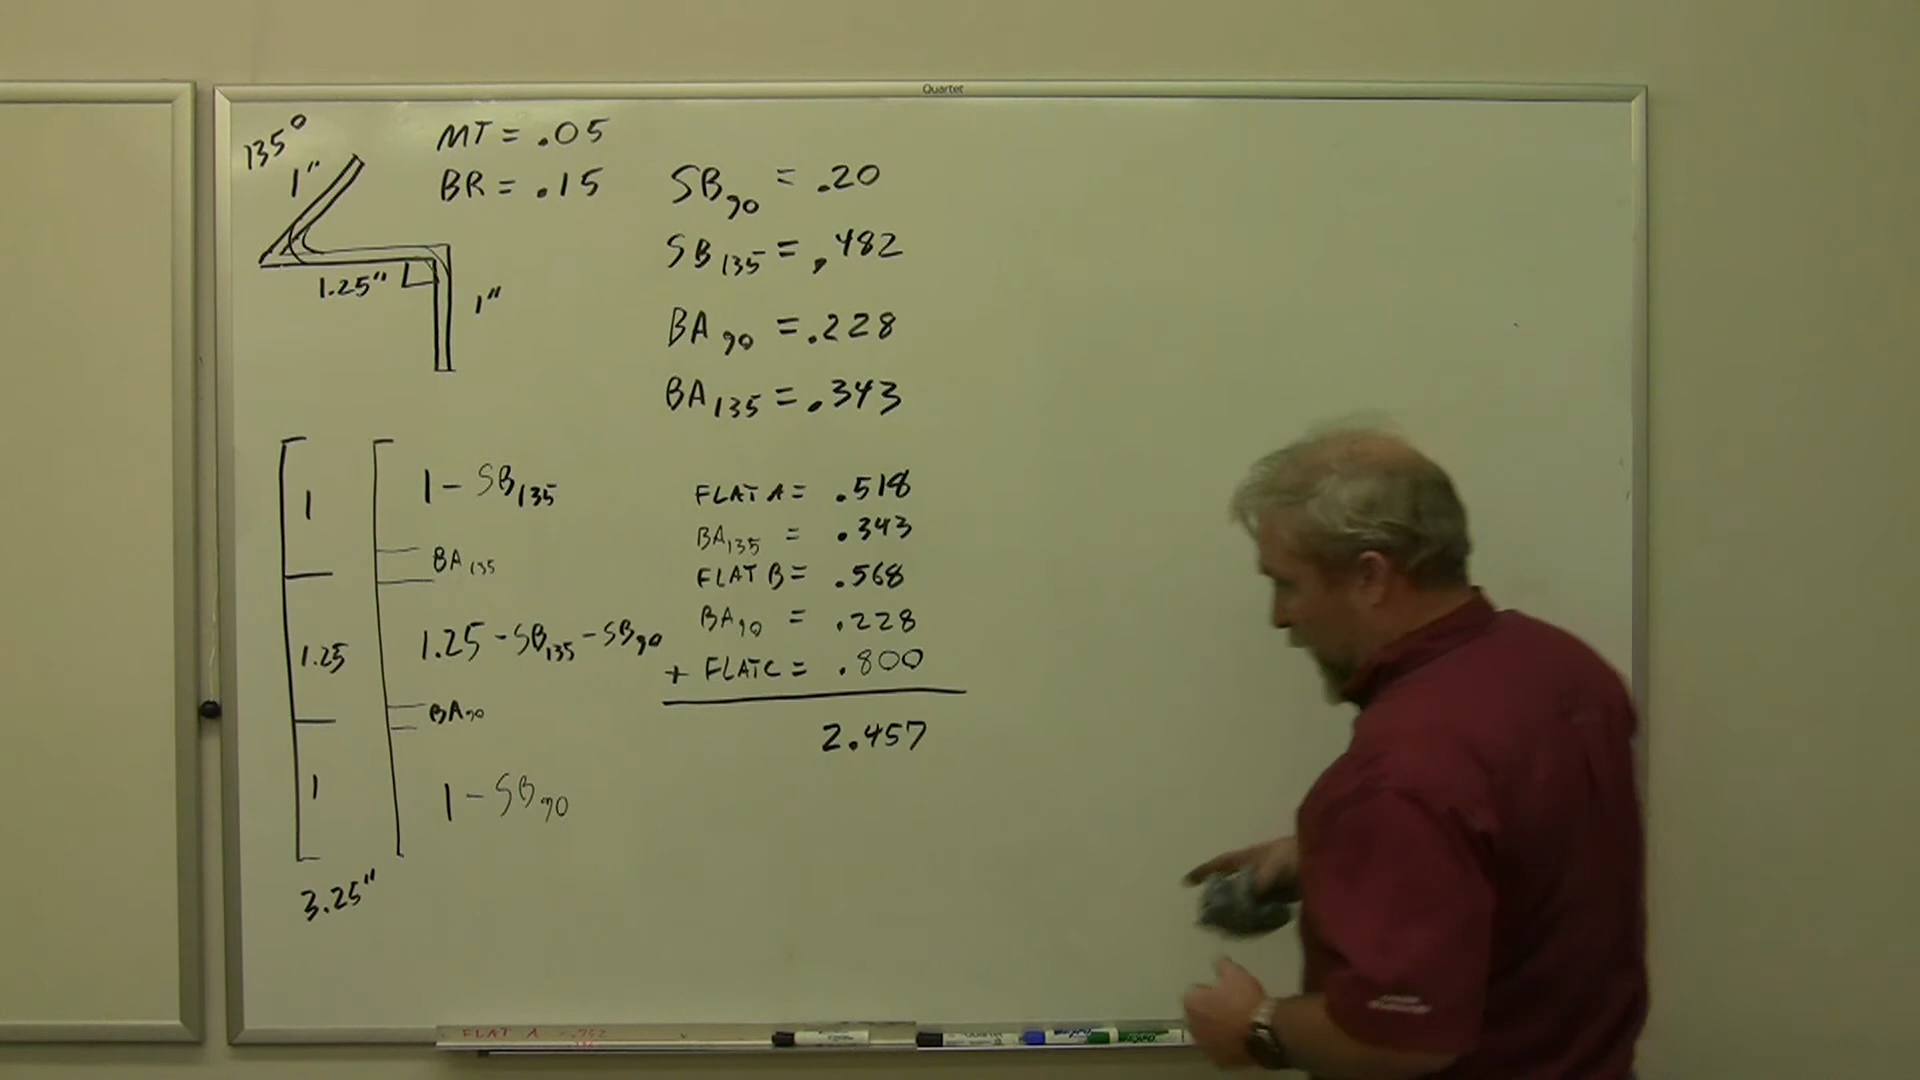 Quartet
135°
1"
1.25"
1"
MT = .05
BR = .15
SB90 = .20
SB135 = .482
BA90 = .228
BA135 = .343
1
1.25
1
3.25"
1 - SB135
BA135
1.25 - SB135 - SB90
BA90
1 - SB90
FLAT A = .518
BA135 = .343
FLAT B = .568
BA90 = .228
+ FLAT C = .800
2.457
FLAT A